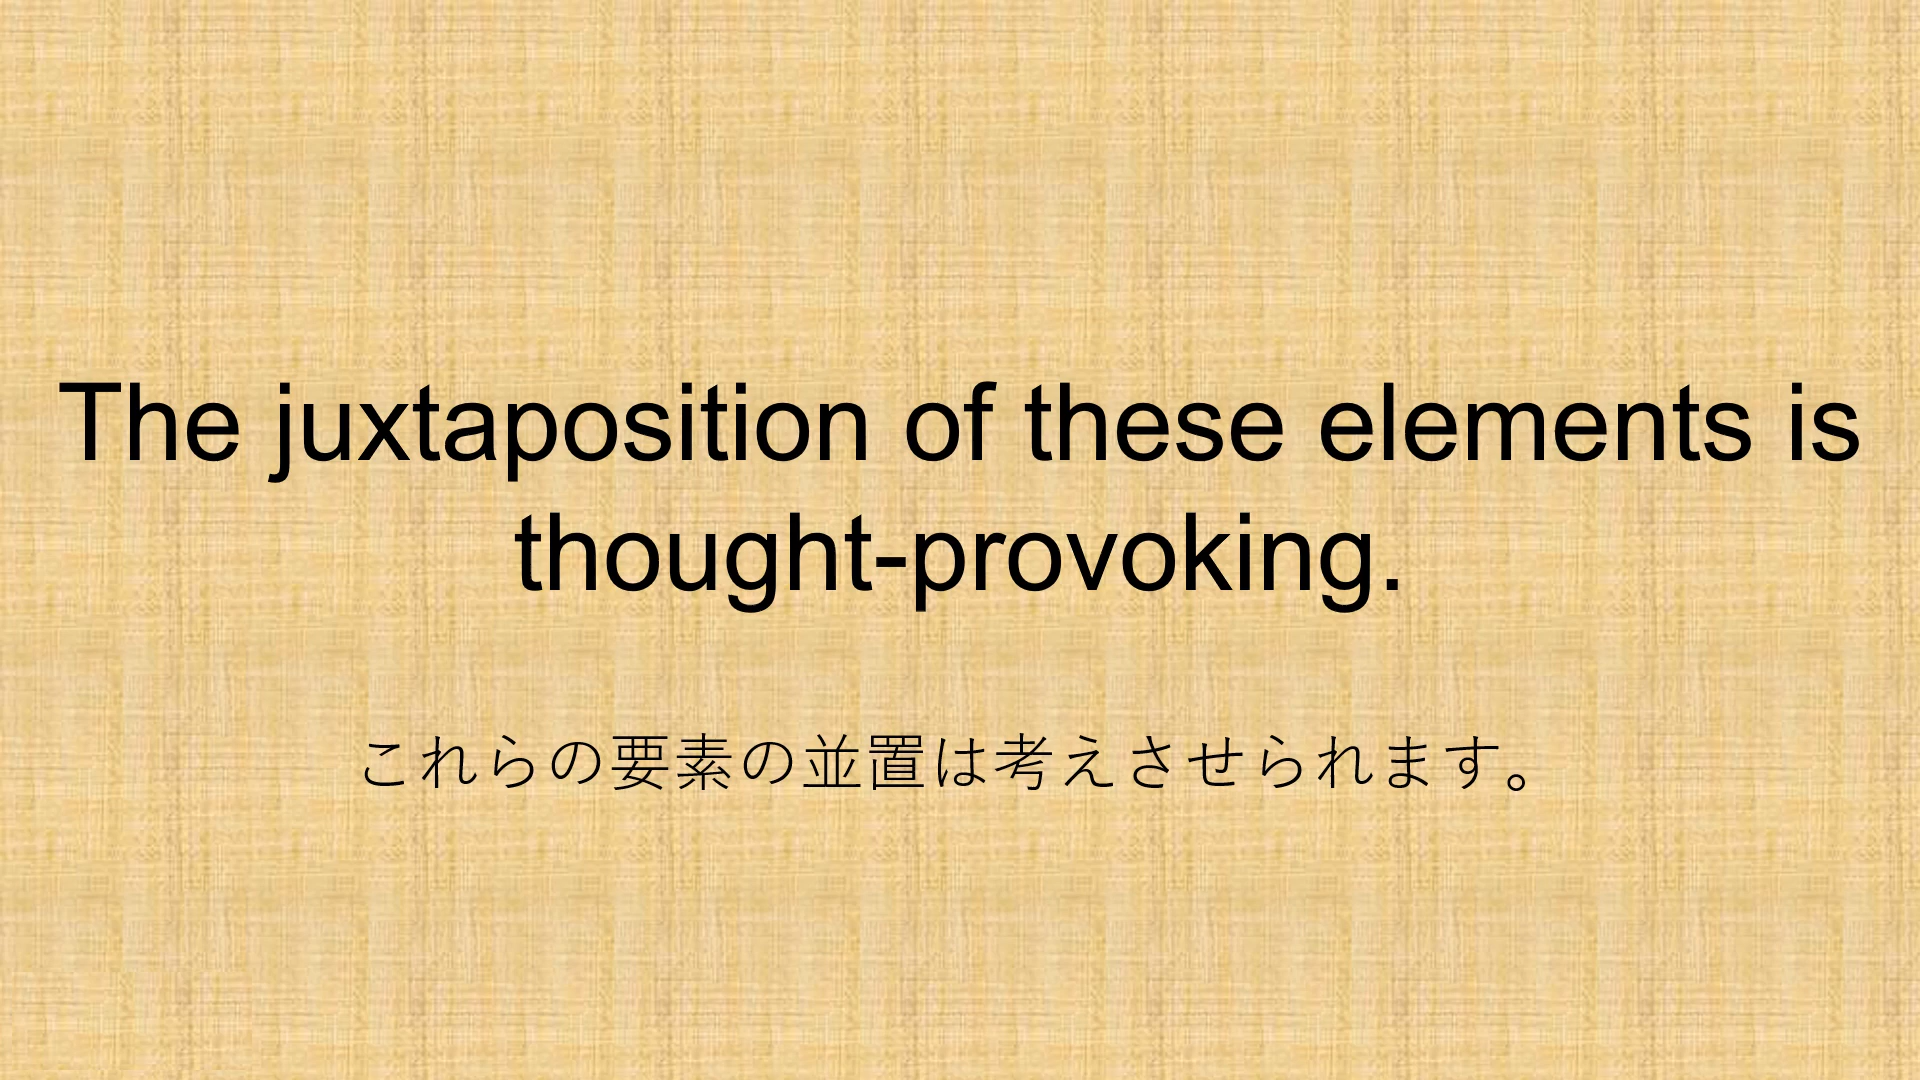 The juxtaposition of these elements is
thought-provoking.
これらの要素の並置は考えさせられます。